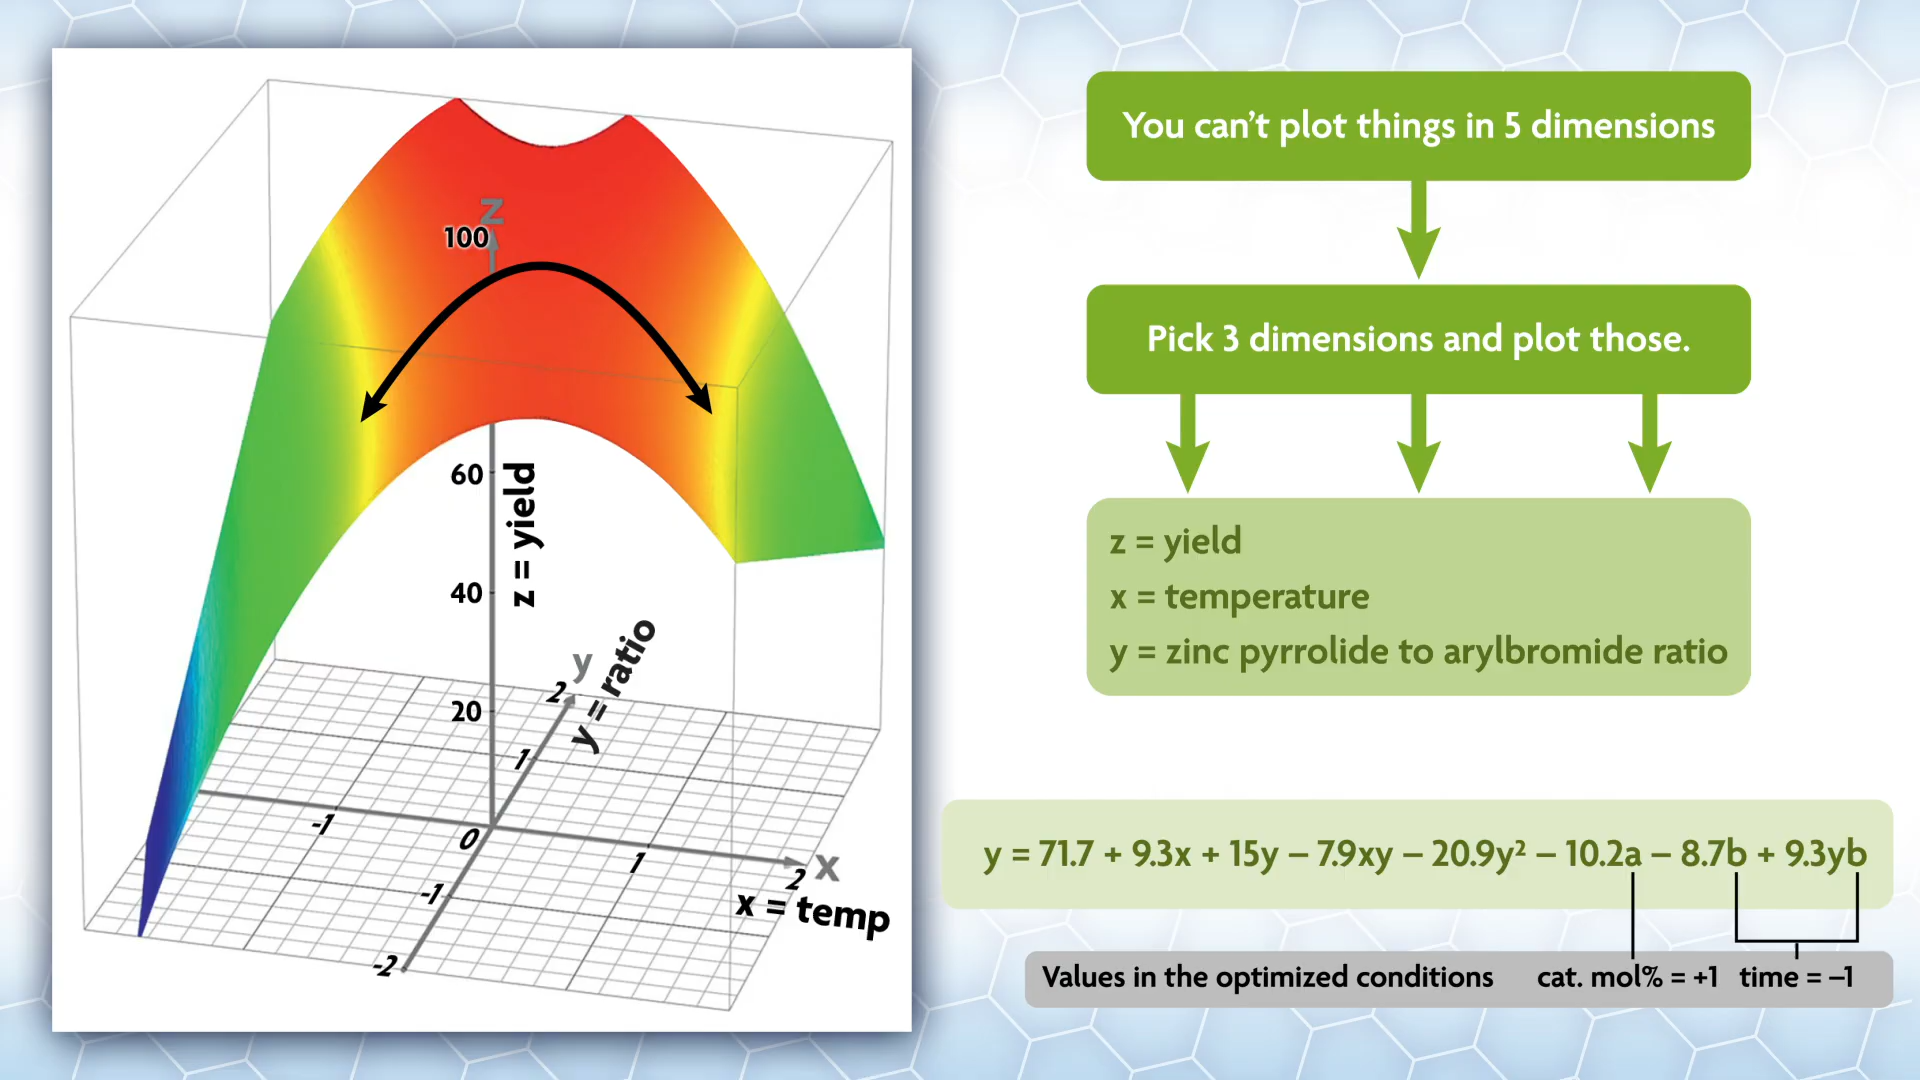 z
100
60
40
20
z = yield
y
2
1
y = ratio
-1
0
1
2
x
-1
-2
x = temp
You can’t plot things in 5 dimensions
Pick 3 dimensions and plot those.
z = yield
x = temperature
y = zinc pyrrolide to arylbromide ratio
y = 71.7 + 9.3x + 15y – 7.9xy – 20.9y² – 10.2a – 8.7b + 9.3yb
Values in the optimized conditions cat. mol% = +1 time = –1